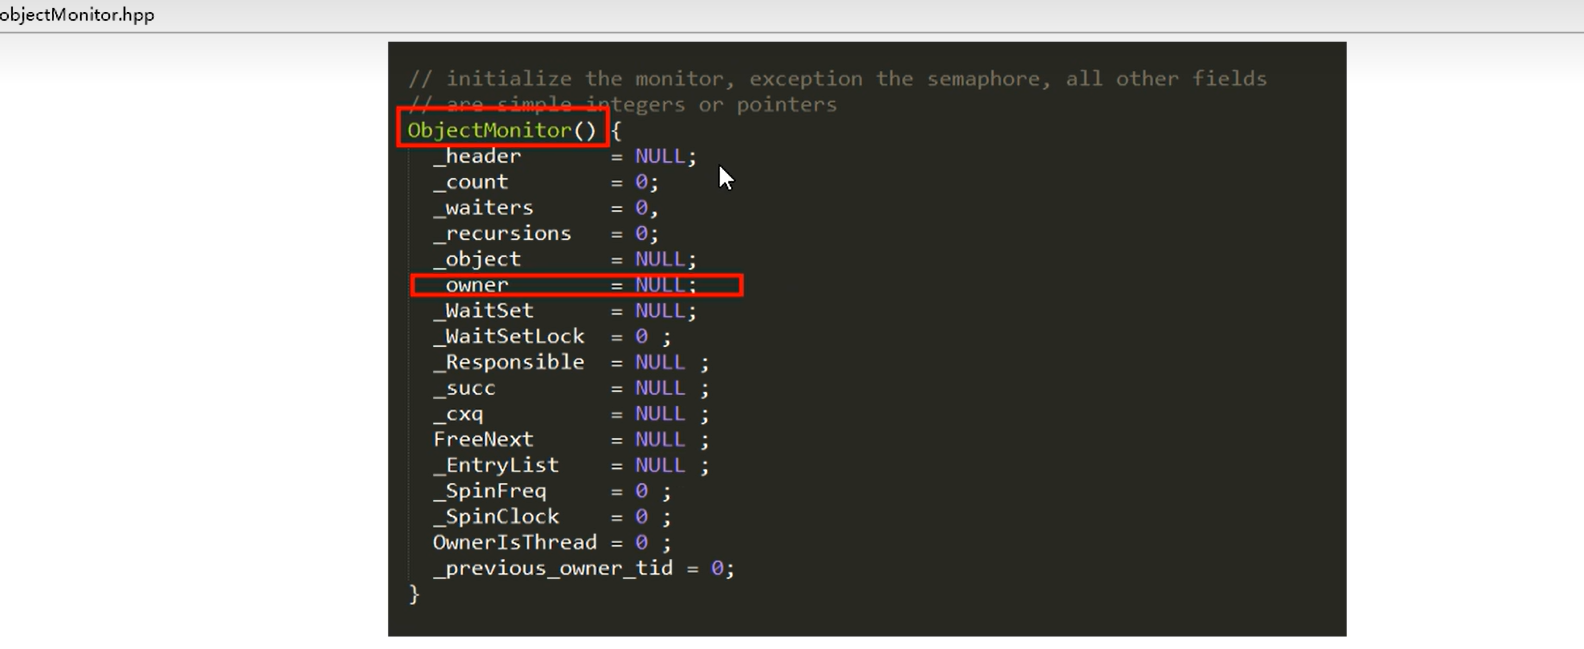 objectMonitor.hpp
// initialize the monitor, exception the semaphore, all other fields
// are simple integers or pointers
ObjectMonitor() {
_header = NULL;
_count = 0;
_waiters = 0,
_recursions = 0;
_object = NULL;
_owner = NULL;
_WaitSet = NULL;
_WaitSetLock = 0 ;
_Responsible = NULL ;
_succ = NULL ;
_cxq = NULL ;
FreeNext = NULL ;
_EntryList = NULL ;
_SpinFreq = 0 ;
_SpinClock = 0 ;
OwnerIsThread = 0 ;
_previous_owner_tid = 0;
}